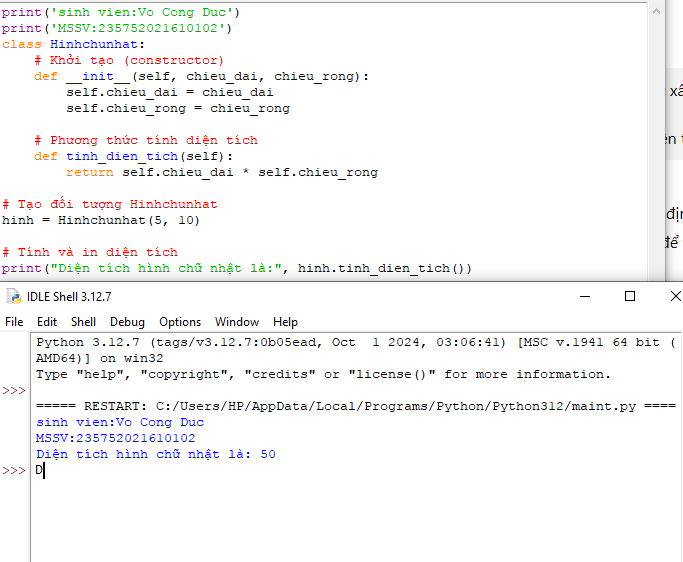 print('sinh vien:Vo Cong Duc')
print('MSSV:235752021610102')
class Hinhchunhat:
    # Khởi tạo (constructor)
    def __init__(self, chieu_dai, chieu_rong):
        self.chieu_dai = chieu_dai
        self.chieu_rong = chieu_rong

    # Phương thức tính diện tích
    def tinh_dien_tich(self):
        return self.chieu_dai * self.chieu_rong

# Tạo đối tượng Hinhchunhat
hinh = Hinhchunhat(5, 10)

# Tính và in diện tích
print("Diện tích hình chữ nhật là:", hinh.tinh_dien_tich())
IDLE Shell 3.12.7
File Edit Shell Debug Options Window Help
Python 3.12.7 (tags/v3.12.7:0b05ead, Oct  1 2024, 03:06:41) [MSC v.1941 64 bit (
AMD64)] on win32
Type "help", "copyright", "credits" or "license()" for more information.
>>>
===== RESTART: C:/Users/HP/AppData/Local/Programs/Python/Python312/maint.py ====
sinh vien:Vo Cong Duc
MSSV:235752021610102
Diện tích hình chữ nhật là: 50
>>> D
để